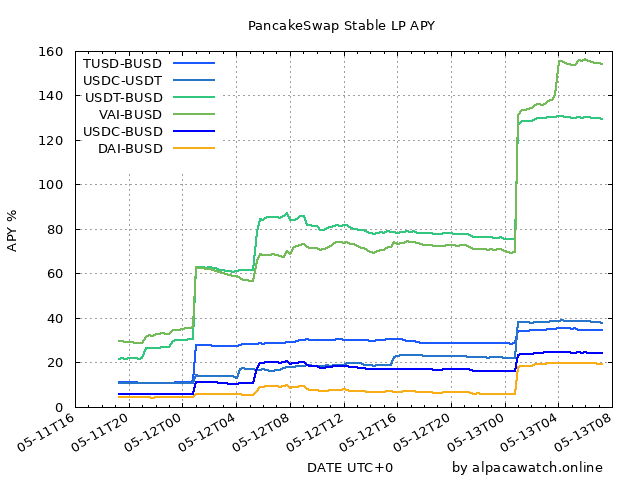 PancakeSwap Stable LP APY
160
140
120
100
80
60
40
20
0
APY %
TUSD-BUSD
USDC-USDT
USDT-BUSD
VAI-BUSD
USDC-BUSD
DAI-BUSD
05-11T16
05-11T20
05-12T00
05-12T04
05-12T08
05-12T12
05-12T16
05-12T20
05-13T00
05-13T04
05-13T08
DATE UTC+0
by alpacawatch.online